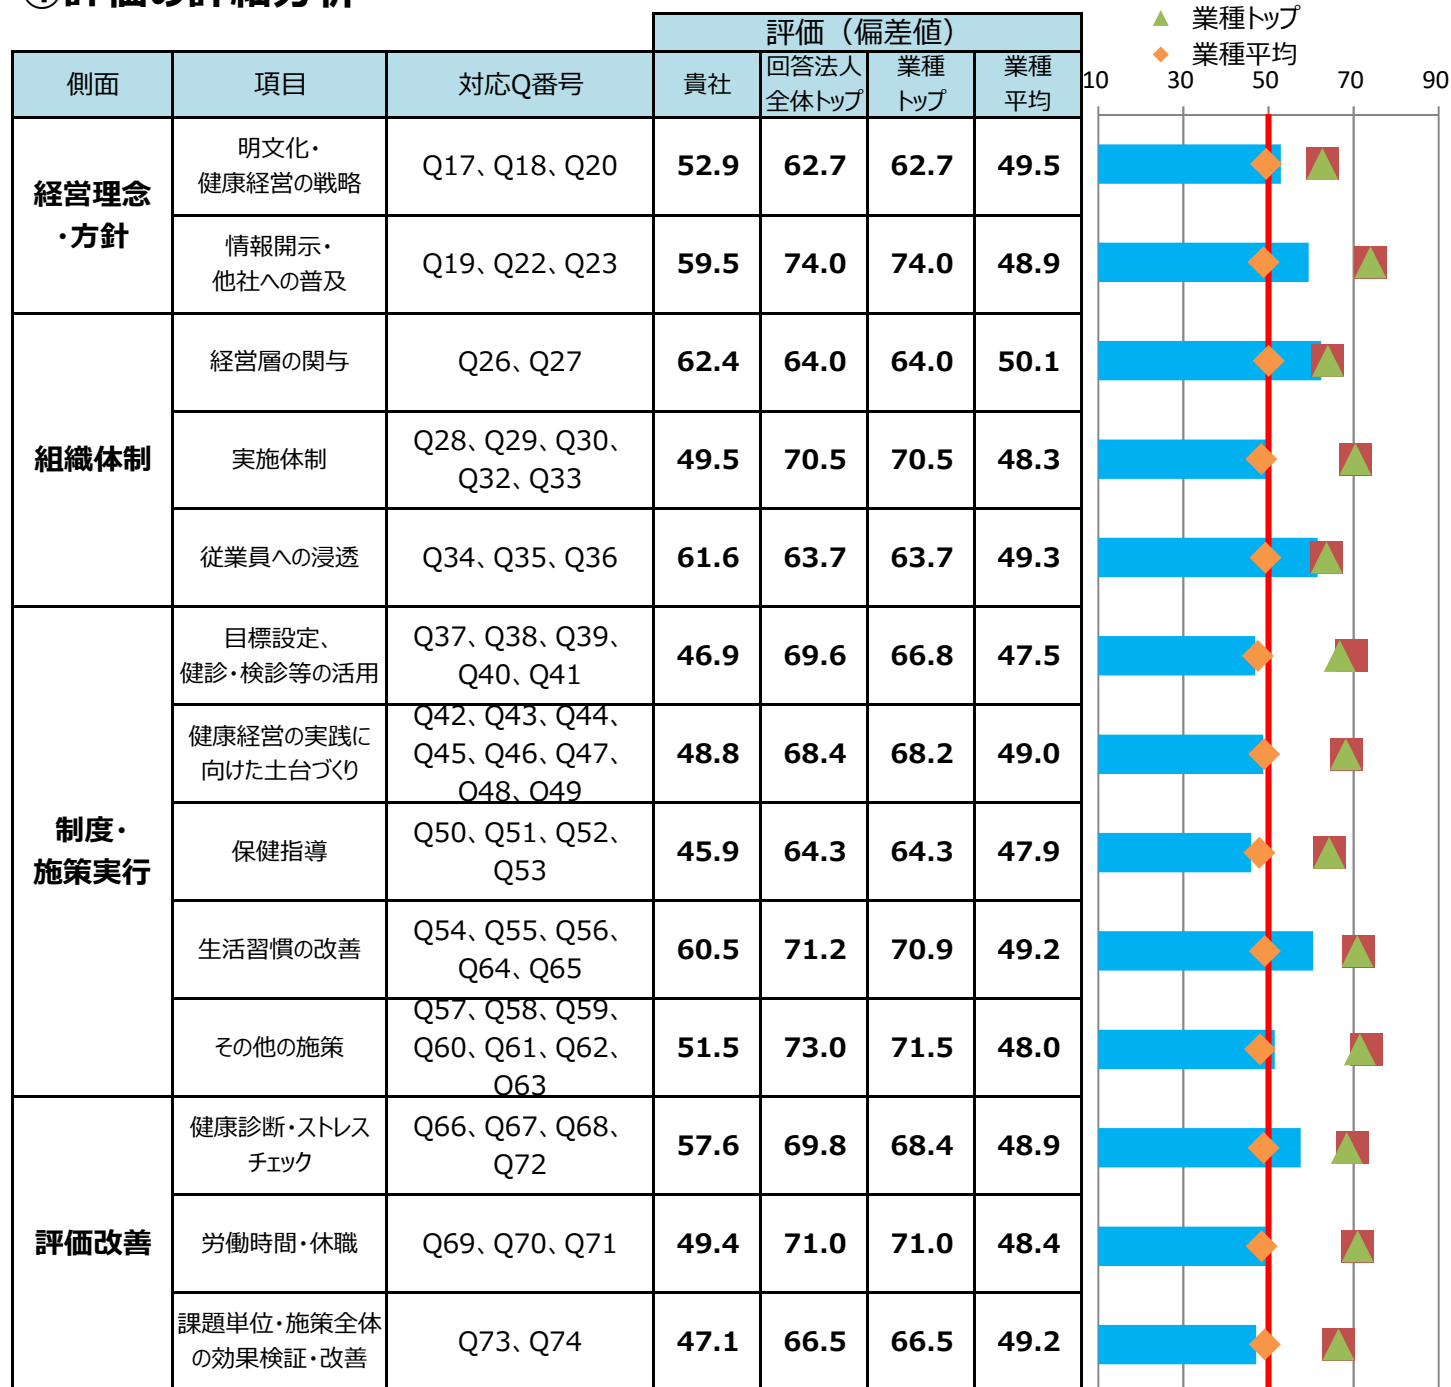 ①評価の詳細分析
業種トップ
業種平均
評価（偏差値）
側面 項目 対応Q番号 貴社 回答法人 業種 業種
全体トップ トップ 平均
10 30 50 70 90
経営理念
・方針
明文化・
健康経営の戦略
Q17、Q18、Q20 52.9 62.7 62.7 49.5
情報開示・
他社への普及
Q19、Q22、Q23 59.5 74.0 74.0 48.9
組織体制
経営層の関与 Q26、Q27 62.4 64.0 64.0 50.1
実施体制
Q28、Q29、Q30、
Q32、Q33
49.5 70.5 70.5 48.3
従業員への浸透 Q34、Q35、Q36 61.6 63.7 63.7 49.3
制度・
施策実行
目標設定、
健診・検診等の活用
Q37、Q38、Q39、
Q40、Q41
46.9 69.6 66.8 47.5
健康経営の実践に
向けた土台づくり
Q42、Q43、Q44、
Q45、Q46、Q47、
Q48、Q49
48.8 68.4 68.2 49.0
保健指導
Q50、Q51、Q52、
Q53
45.9 64.3 64.3 47.9
生活習慣の改善
Q54、Q55、Q56、
Q64、Q65
60.5 71.2 70.9 49.2
その他の施策
Q57、Q58、Q59、
Q60、Q61、Q62、
Q63
51.5 73.0 71.5 48.0
評価改善
健康診断・ストレス
チェック
Q66、Q67、Q68、
Q72
57.6 69.8 68.4 48.9
労働時間・休職 Q69、Q70、Q71 49.4 71.0 71.0 48.4
課題単位・施策全体
の効果検証・改善
Q73、Q74 47.1 66.5 66.5 49.2